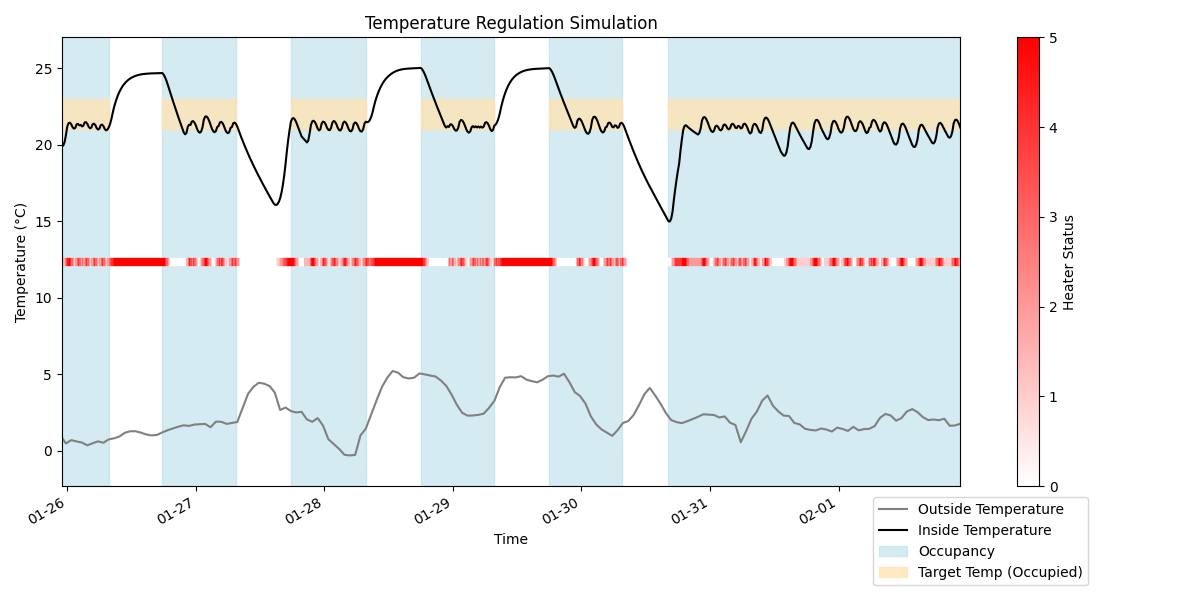 Temperature Regulation Simulation
Temperature (°C)
25
20
15
10
5
0
01-26
01-27
01-28
01-29
01-30
01-31
02-01
Time
5
4
3
2
1
0
Heater Status
Outside Temperature
Inside Temperature
Occupancy
Target Temp (Occupied)